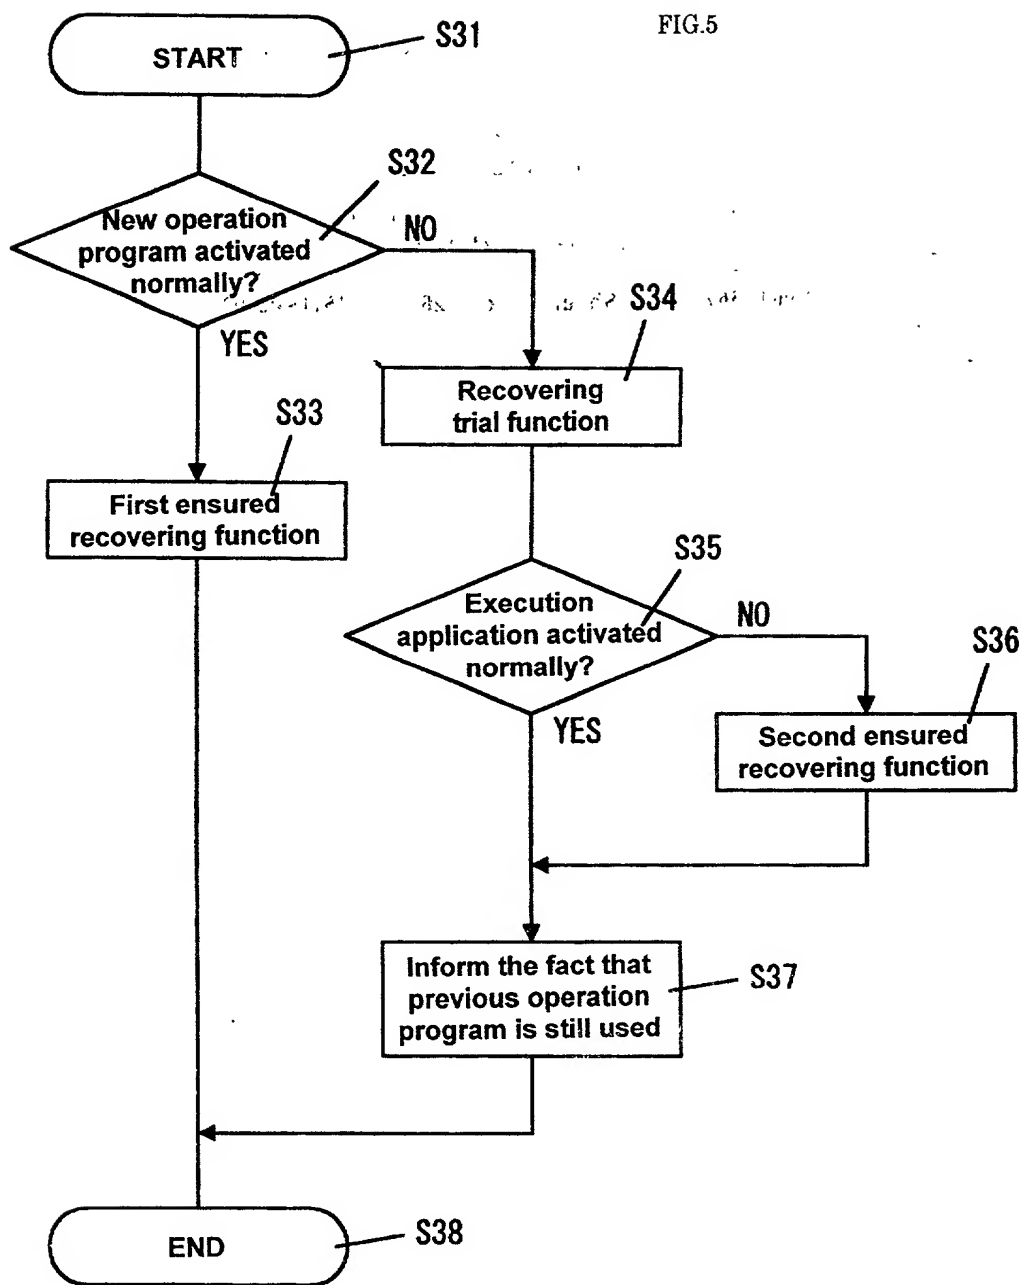 FIG.5
START
S31
S32
New operation
program activated
normally?
NO
YES
S34
Recovering
trial function
S33
First ensured
recovering function
S35
Execution
application activated
normally?
NO
YES
S36
Second ensured
recovering function
Inform the fact that
previous operation
program is still used
S37
END
S38